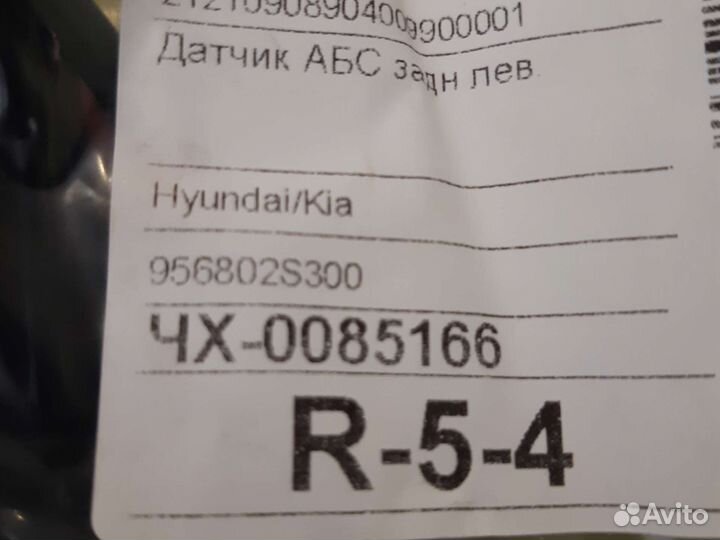 Датчик АБС задн лев.
Hyundai/Kia
956802S300
ЧХ-0085166
R-5-4
Avito